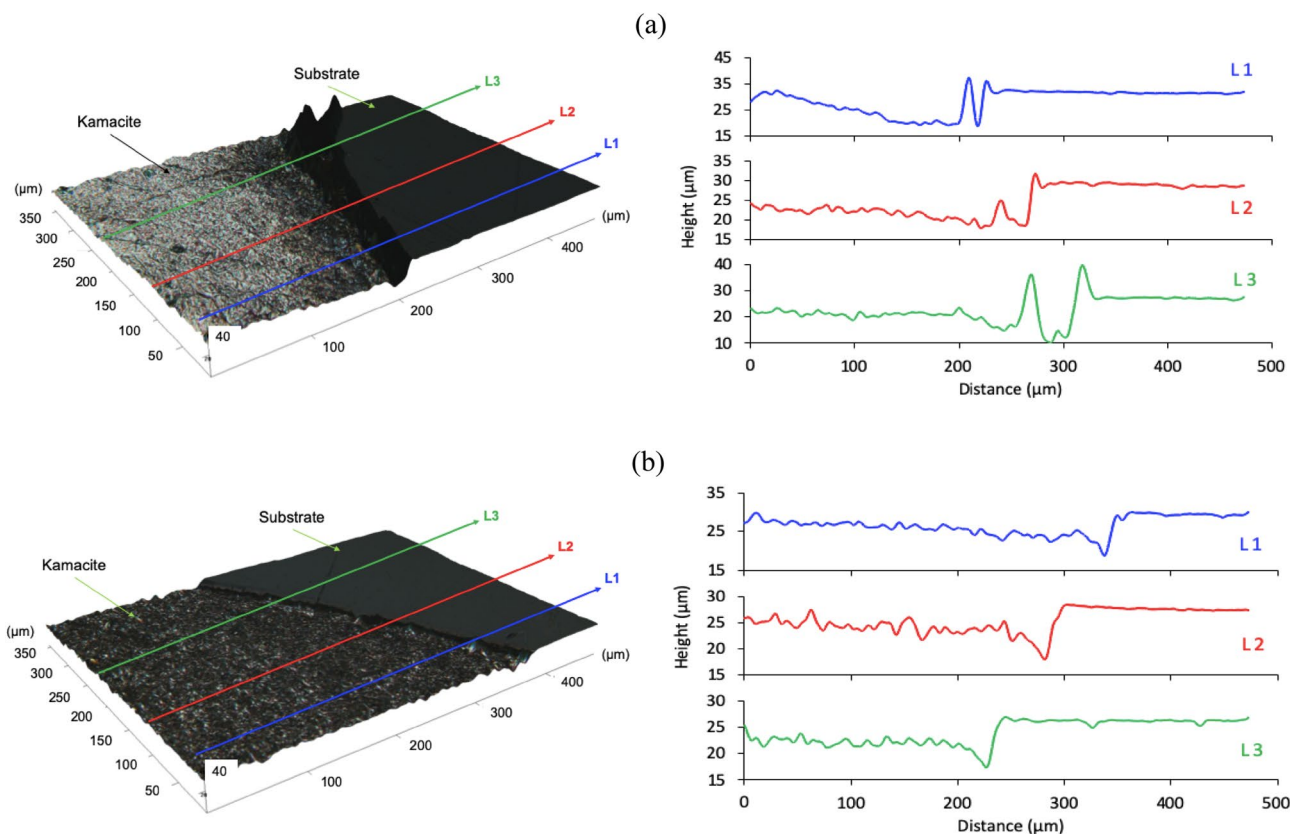 (a)
Substrate
L3
Kamacite
L2
L1
(µm)
350
300
250
200
150
100
50
40
100
200
300
400
(µm)
Height (µm)
45
35
25
15
L 1
35
30
25
20
15
L 2
40
30
20
10
L 3
0
100
200
300
400
500
Distance (µm)
(b)
Substrate
L3
Kamacite
L2
L1
(µm)
350
300
250
200
150
100
50
40
100
200
300
400
(µm)
Height (µm)
35
25
15
L 1
30
25
20
15
L 2
30
25
20
15
L 3
0
100
200
300
400
500
Distance (µm)